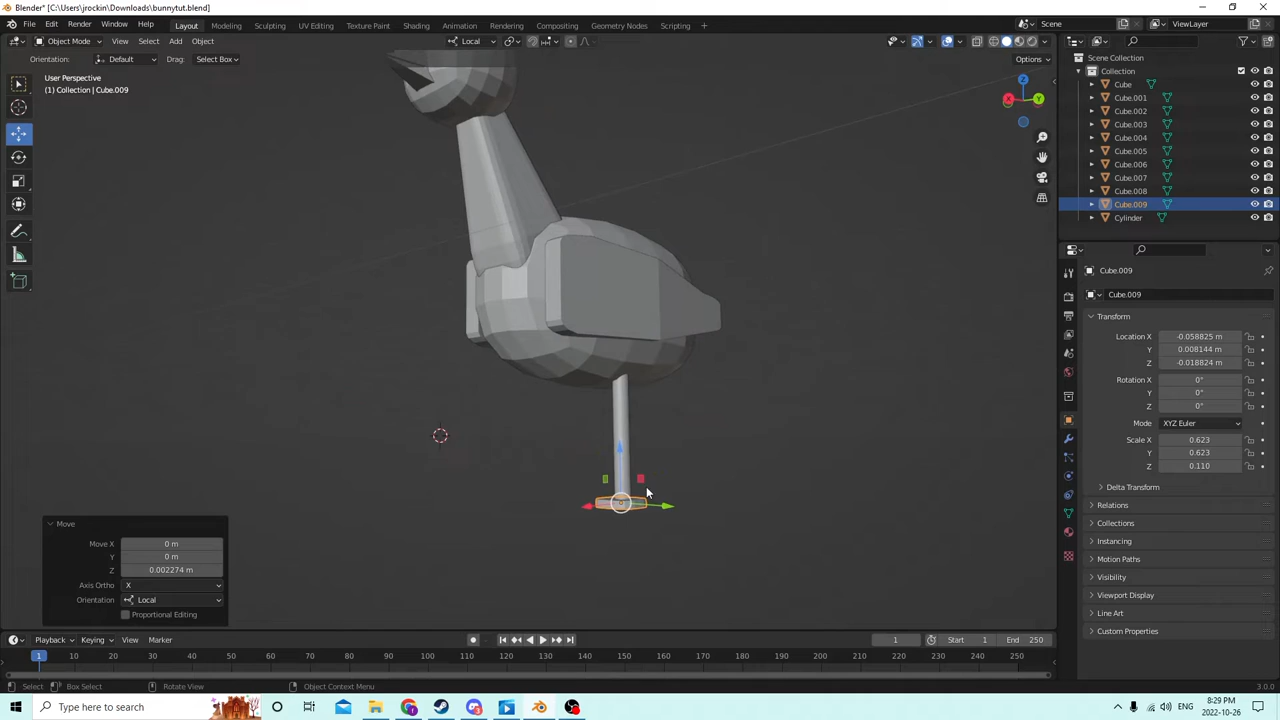 Blender* [C:\Users\jrockin\Downloads\bunnytut.blend]
File Edit Render Window Help Layout Modeling Sculpting UV Editing Texture Paint Shading Animation Rendering Compositing Geometry Nodes Scripting Scene ViewLayer
Object Mode View Select Add Object Local
Orientation: Default Drag: Select Box Options
User Perspective
(1) Collection | Cube.009
Scene Collection
Collection
Cube
Cube.001
Cube.002
Cube.003
Cube.004
Cube.005
Cube.006
Cube.007
Cube.008
Cube.009
Cylinder
X Y Z
Cube.009
Cube.009
Transform
Location X -0.058825 m
Y 0.008144 m
Z -0.018824 m
Rotation X 0°
Y 0°
Z 0°
Mode XYZ Euler
Scale X 0.623
Y 0.623
Z 0.110
Delta Transform
Relations
Collections
Instancing
Motion Paths
Visibility
Viewport Display
Line Art
Custom Properties
Move
Move X 0 m
Y 0 m
Z 0.002274 m
Axis Ortho X
Orientation Local
Proportional Editing
Playback Keying View Marker 1 Start 1 End 250
1 10 20 30 40 50 60 70 80 90 100 110 120 130 140 150 160 170 180 190 200 210 220 230 240 250
Select Box Select Rotate View Object Context Menu 3.0.0
Type here to search
8:29 PM
2022-10-26